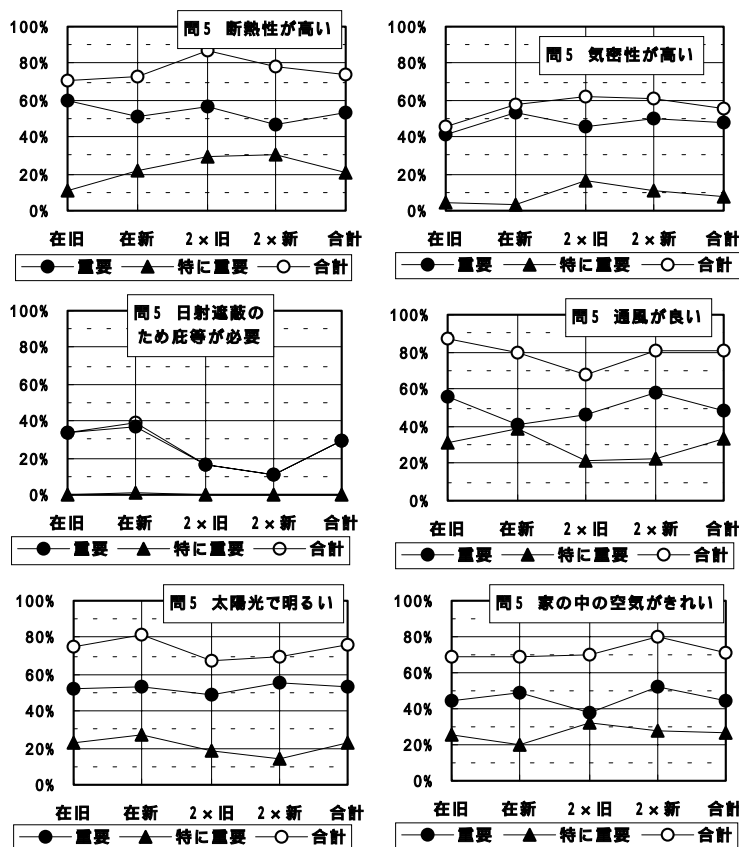 問5 断熱性が高い
100%
80%
60%
40%
20%
0%
在旧 在新 2×旧 2×新 合計
重要 特に重要 合計
問5 気密性が高い
100%
80%
60%
40%
20%
0%
在旧 在新 2×旧 2×新 合計
重要 特に重要 合計
問5 日射遮蔽の
ため庇等が必要
100%
80%
60%
40%
20%
0%
在旧 在新 2×旧 2×新 合計
重要 特に重要 合計
問5 通風が良い
100%
80%
60%
40%
20%
0%
在旧 在新 2×旧 2×新 合計
重要 特に重要 合計
問5 太陽光で明るい
100%
80%
60%
40%
20%
0%
在旧 在新 2×旧 2×新 合計
重要 特に重要 合計
問5 家の中の空気がきれい
100%
80%
60%
40%
20%
0%
在旧 在新 2×旧 2×新 合計
重要 特に重要 合計